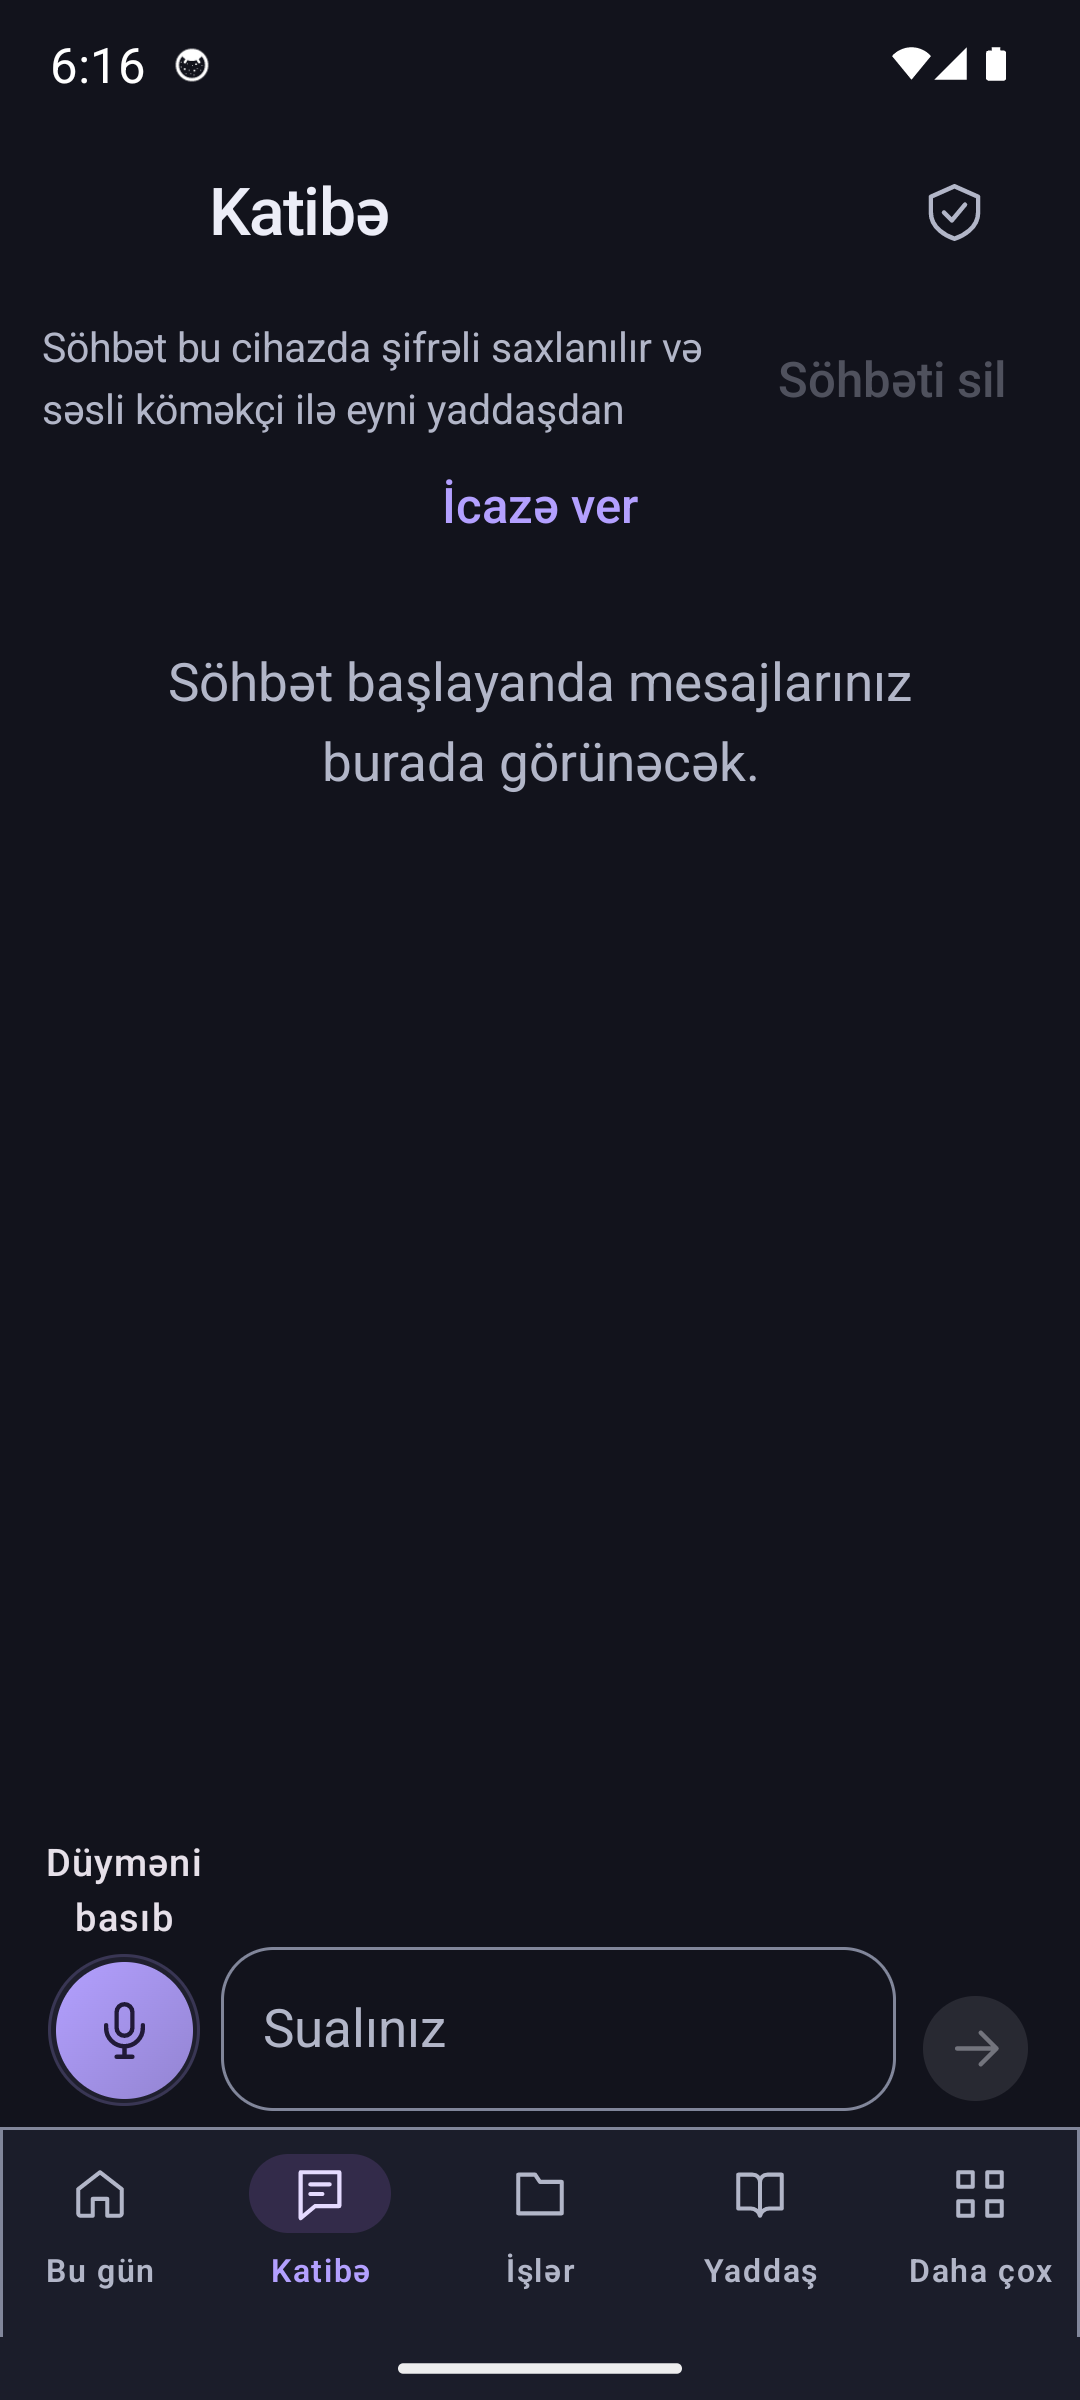 6:16
Katibə
Söhbət bu cihazda şifrəli saxlanılır və
səsli köməkçi ilə eyni yaddaşdan
Söhbəti sil
İcazə ver
Söhbət başlayanda mesajlarınız
burada görünəcək.
Düyməni
basıb
Sualınız
Bu gün
Katibə
İşlər
Yaddaş
Daha çox